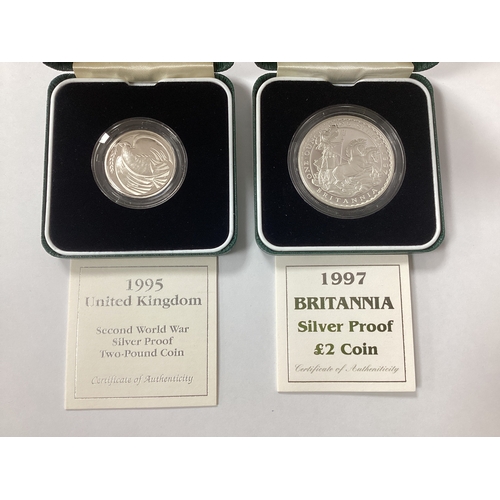 BRITANNIA
1995
United Kingdom
Second World War
Silver Proof
Two-Pound Coin
Certificate of Authenticity
1997
BRITANNIA
Silver Proof
£2 Coin
Certificate of Authenticity